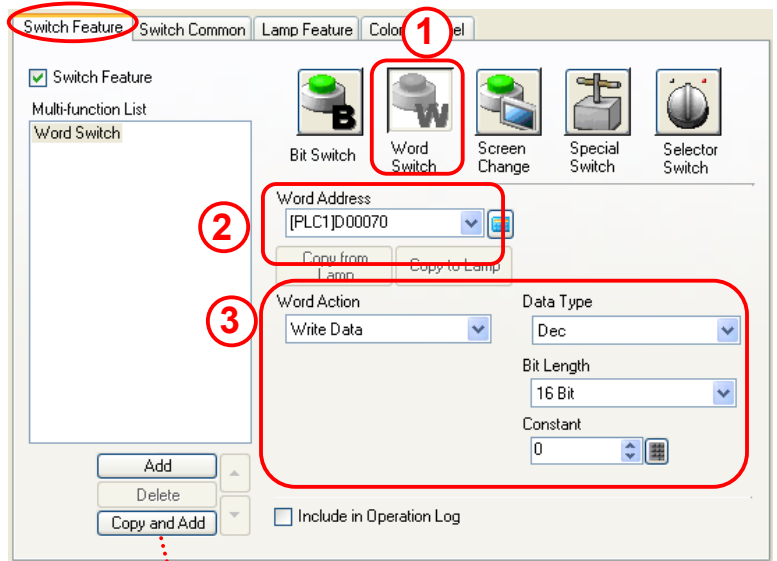 Switch Feature
Switch Common
Lamp Feature
1
Switch Feature
Multi-function List
Word Switch
B
W
Bit Switch
Word
Switch
Screen
Change
Special
Switch
Selector
Switch
2
Word Address
[PLC1]D00070
Copy from
Lamp
Copy to Lamp
3
Word Action
Write Data
Data Type
Dec
Bit Length
16 Bit
Constant
0
Add
Delete
Copy and Add
Include in Operation Log